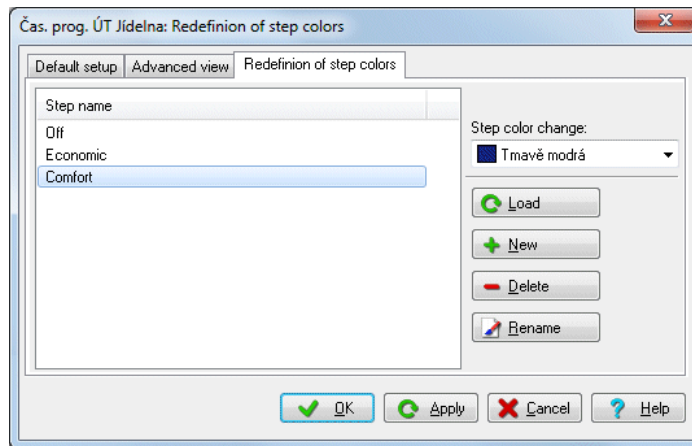 Čas. prog. ÚT Jídelna: Redefinion of step colors
Default setup
Advanced view
Redefinion of step colors
Step name
Off
Economic
Comfort
Step color change:
Tmavě modrá
Load
New
Delete
Rename
OK
Apply
Cancel
? Help